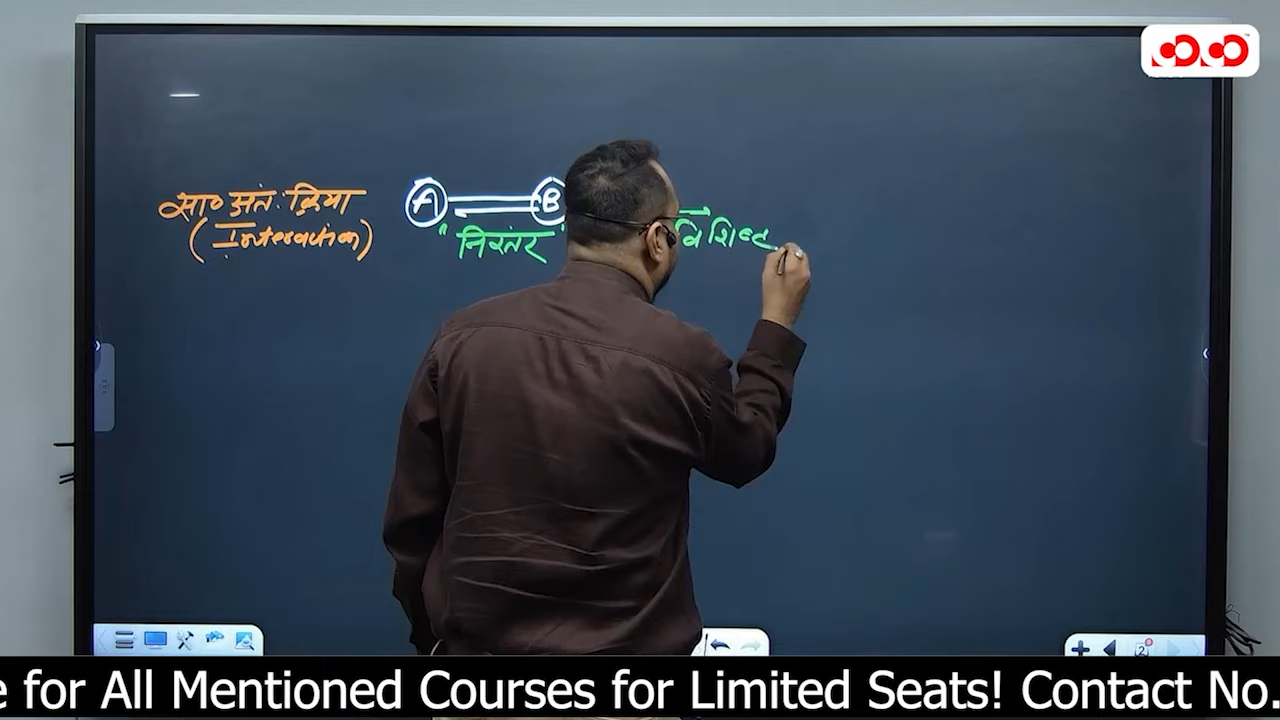 सा० अंतः क्रिया
(Interaction)
A B
"निरंतर"
विशिष्ट
e for All Mentioned Courses for Limited Seats! Contact No.